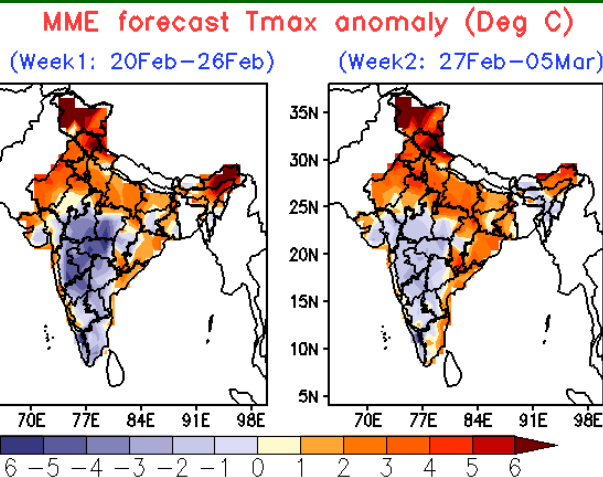 MME forecast Tmax anomaly (Deg C)
(Week1: 20Feb-26Feb)
(Week2: 27Feb-05Mar)
35N
30N
25N
20N
15N
10N
5N
70E 77E 84E 91E 98E
70E 77E 84E 91E 98E
6 -5 -4 -3 -2 -1 0 1 2 3 4 5 6